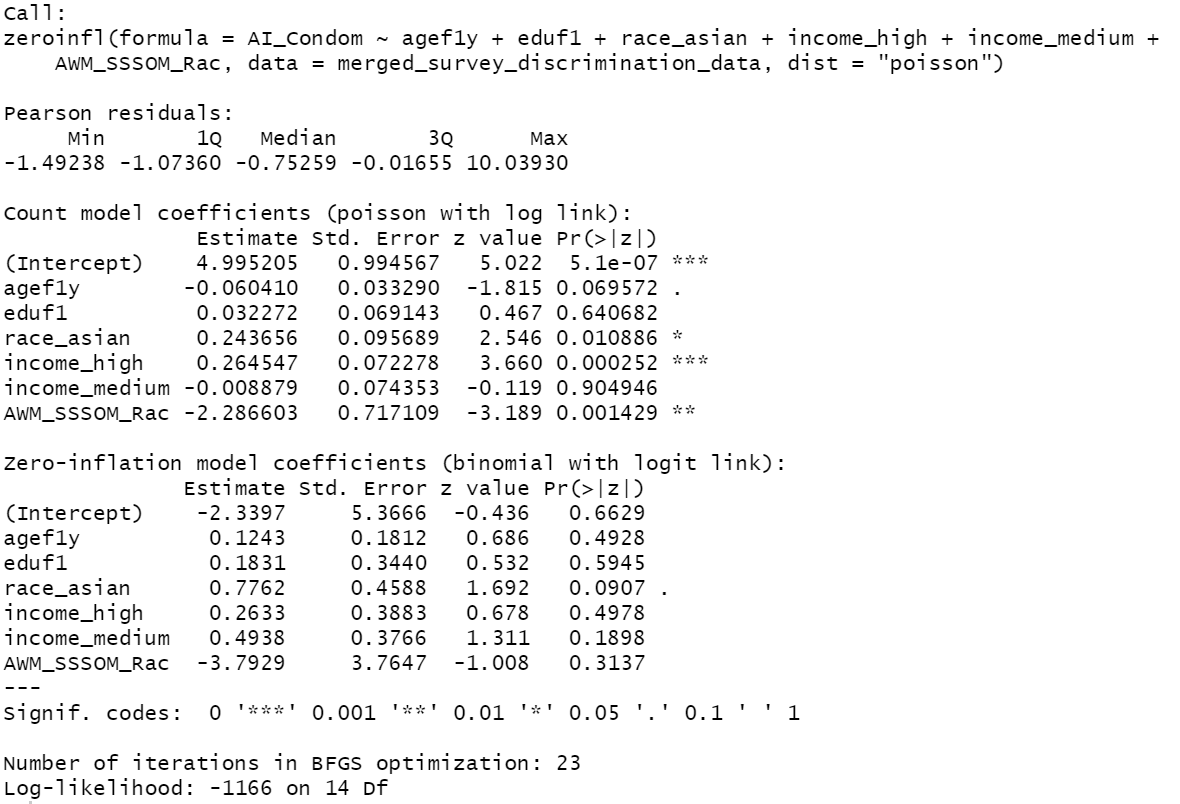 Call:
zeroinfl(formula = AI_Condom ~ agef1y + eduf1 + race_asian + income_high + income_medium +
    AWM_SSSOM_Rac, data = merged_survey_discrimination_data, dist = "poisson")

Pearson residuals:
     Min       1Q   Median       3Q      Max
-1.49238 -1.07360 -0.75259 -0.01655 10.03930

Count model coefficients (poisson with log link):
               Estimate Std. Error z value Pr(>|z|)
(Intercept)    4.995205   0.994567   5.022  5.1e-07 ***
agef1y        -0.060410   0.033290  -1.815 0.069572 .
eduf1          0.032272   0.069143   0.467 0.640682
race_asian     0.243656   0.095689   2.546 0.010886 *
income_high    0.264547   0.072278   3.660 0.000252 ***
income_medium -0.008879   0.074353  -0.119 0.904946
AWM_SSSOM_Rac -2.286603   0.717109  -3.189 0.001429 **

Zero-inflation model coefficients (binomial with logit link):
              Estimate Std. Error z value Pr(>|z|)
(Intercept)    -2.3397     5.3666  -0.436   0.6629
agef1y          0.1243     0.1812   0.686   0.4928
eduf1           0.1831     0.3440   0.532   0.5945
race_asian      0.7762     0.4588   1.692   0.0907 .
income_high     0.2633     0.3883   0.678   0.4978
income_medium   0.4938     0.3766   1.311   0.1898
AWM_SSSOM_Rac  -3.7929     3.7647  -1.008   0.3137
---
Signif. codes:  0 '***' 0.001 '**' 0.01 '*' 0.05 '.' 0.1 ' ' 1

Number of iterations in BFGS optimization: 23
Log-likelihood: -1166 on 14 Df